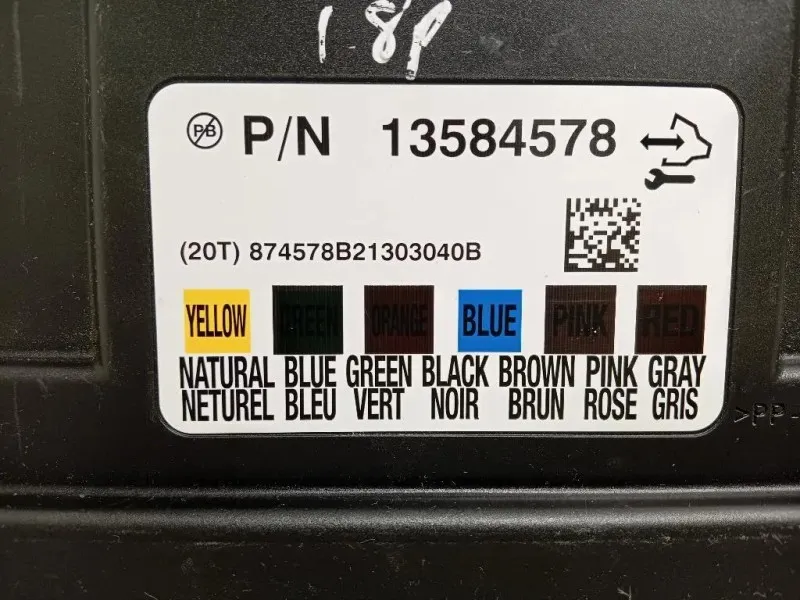 1.8P
PB P/N 13584578
(20T) 874578B21303040B
YELLOW GREEN ORANGE BLUE PINK RED
NATURAL BLUE GREEN BLACK BROWN PINK GRAY
NETUREL BLEU VERT NOIR BRUN ROSE GRIS
>PP-